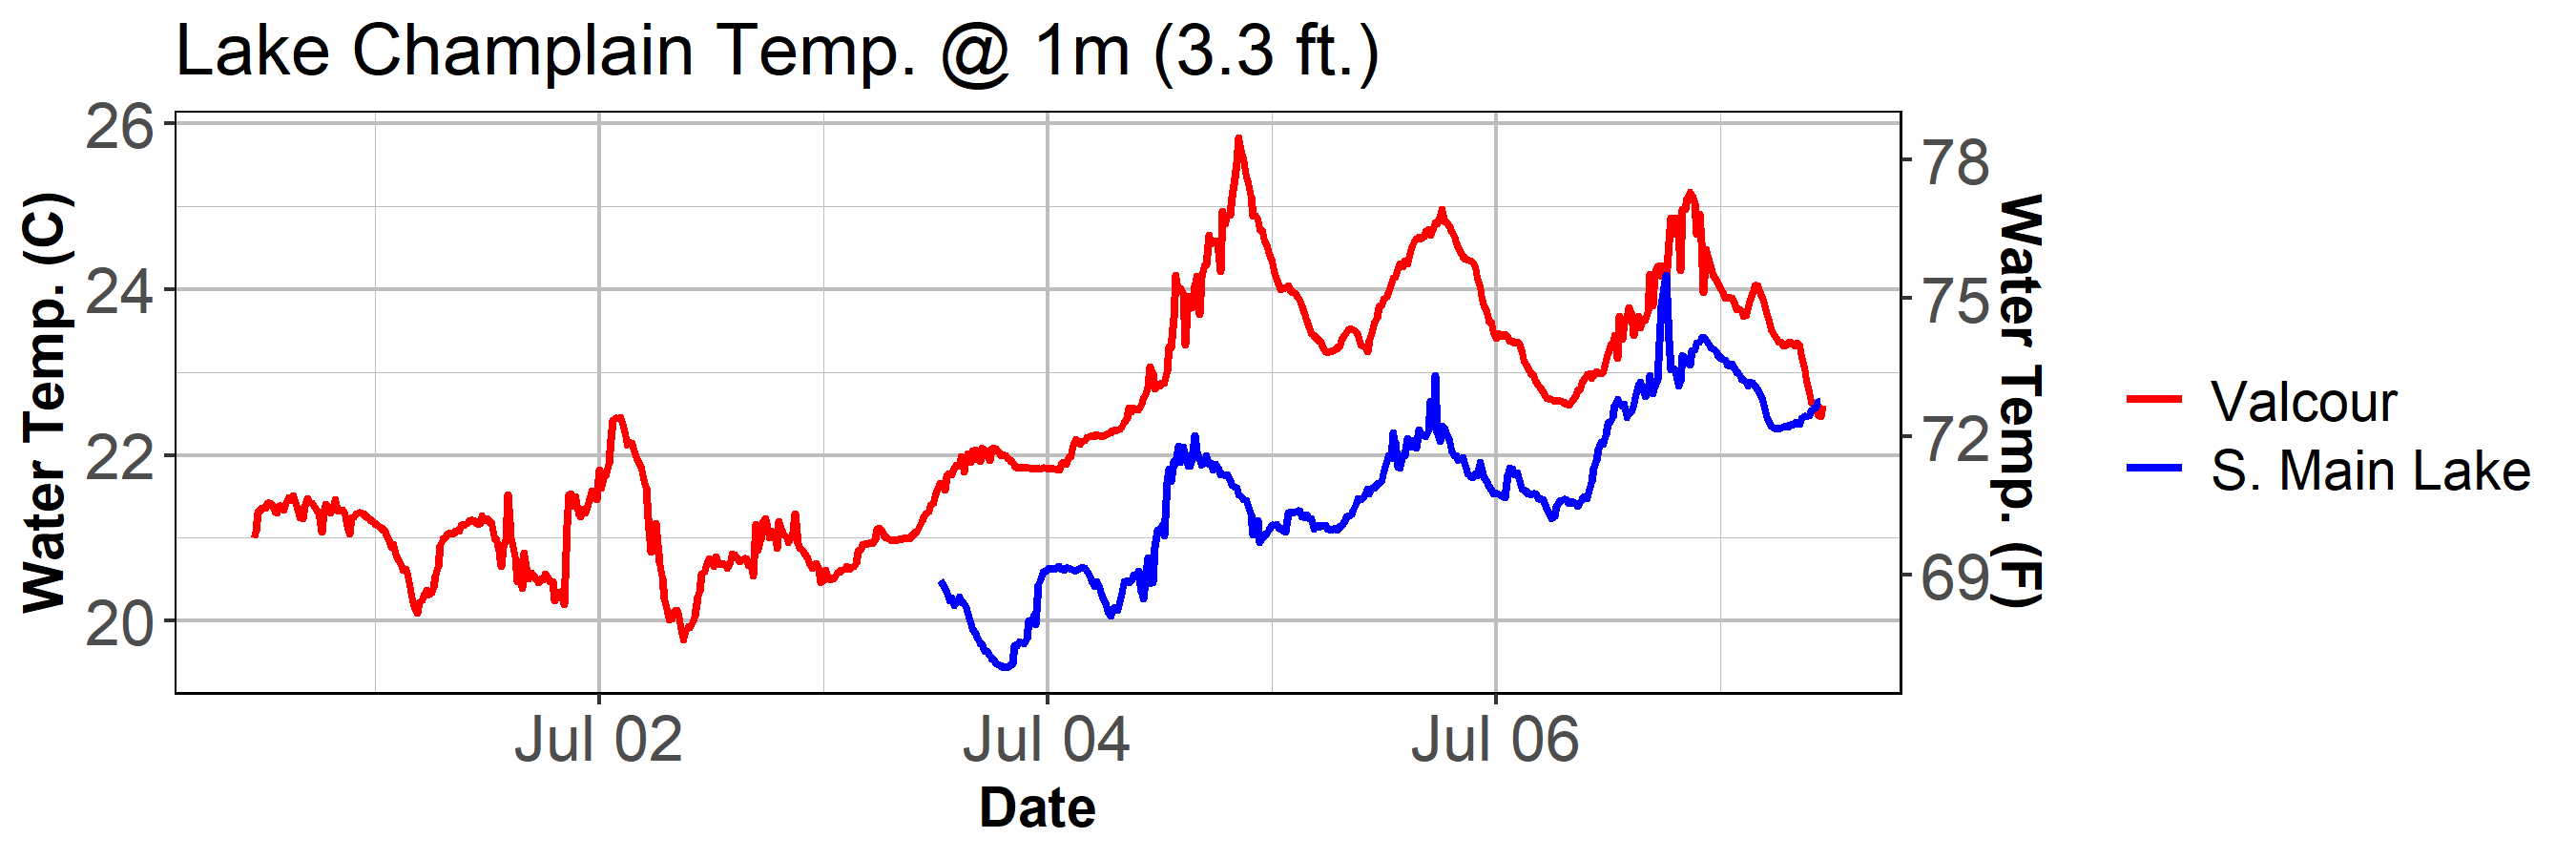 Lake Champlain Temp. @ 1m (3.3 ft.)
Water Temp. (C)
26
24
22
20
78
75
72
69
Water Temp. (F)
Jul 02
Jul 04
Jul 06
Date
Valcour
S. Main Lake